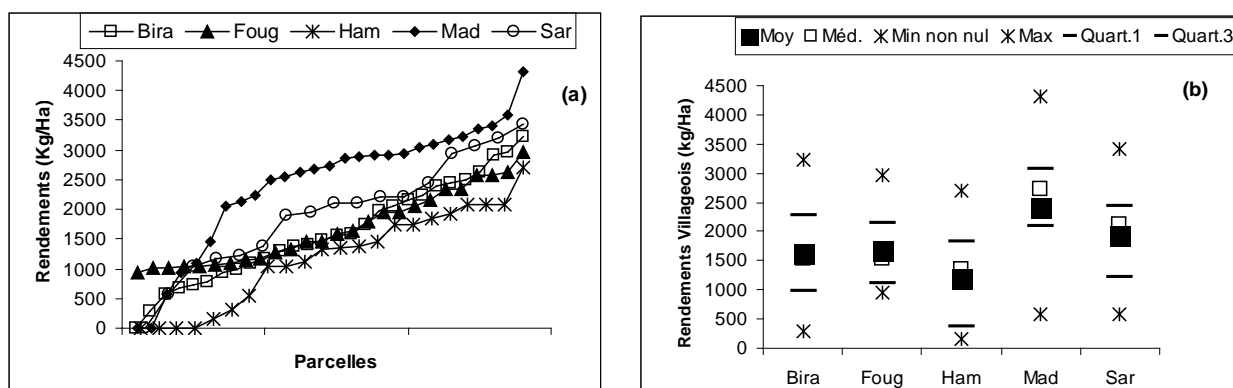 Bira Foug Ham Mad Sar
4500
4000
3500
3000
2500
2000
1500
1000
500
0
Rendements (Kg/Ha)
(a)
Parcelles
Moy Méd. Min non nul Max Quart.1 Quart.3
4500
4000
3500
3000
2500
2000
1500
1000
500
0
Rendements Villageois (kg/Ha)
(b)
Bira Foug Ham Mad Sar